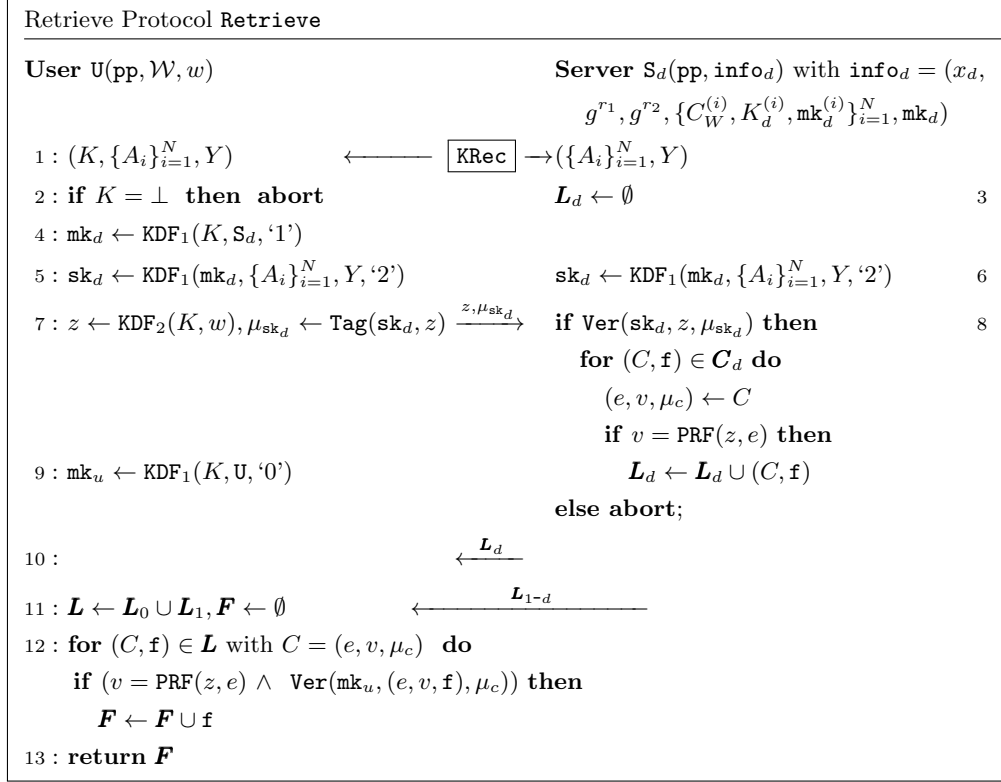 Retrieve Protocol Retrieve
User U(pp, 𝒲, w) Server S_d(pp, info_d) with info_d = (x_d,
g^{r_1}, g^{r_2}, {C_W^{(i)}, K_d^{(i)}, mk_d^{(i)}}_{i=1}^N, mk_d)
1 : (K, {A_i}_{i=1}^N, Y) ⟵ KRec ⟶ ({A_i}_{i=1}^N, Y)
2 : if K = ⊥ then abort L_d ← ∅ 3
4 : mk_d ← KDF_1(K, S_d, ‘1’)
5 : sk_d ← KDF_1(mk_d, {A_i}_{i=1}^N, Y, ‘2’) sk_d ← KDF_1(mk_d, {A_i}_{i=1}^N, Y, ‘2’) 6
7 : z ← KDF_2(K, w), μ_{sk_d} ← Tag(sk_d, z) z, μ_{sk_d} ⟶ if Ver(sk_d, z, μ_{sk_d}) then 8
for (C, f) ∈ C_d do
(e, v, μ_c) ← C
if v = PRF(z, e) then
9 : mk_u ← KDF_1(K, U, ‘0’) L_d ← L_d ∪ (C, f)
else abort;
10 : ⟵ L_d
11 : L ← L_0 ∪ L_1, F ← ∅ ⟵ L_{1-d}
12 : for (C, f) ∈ L with C = (e, v, μ_c) do
if (v = PRF(z, e) ∧ Ver(mk_u, (e, v, f), μ_c)) then
F ← F ∪ f
13 : return F